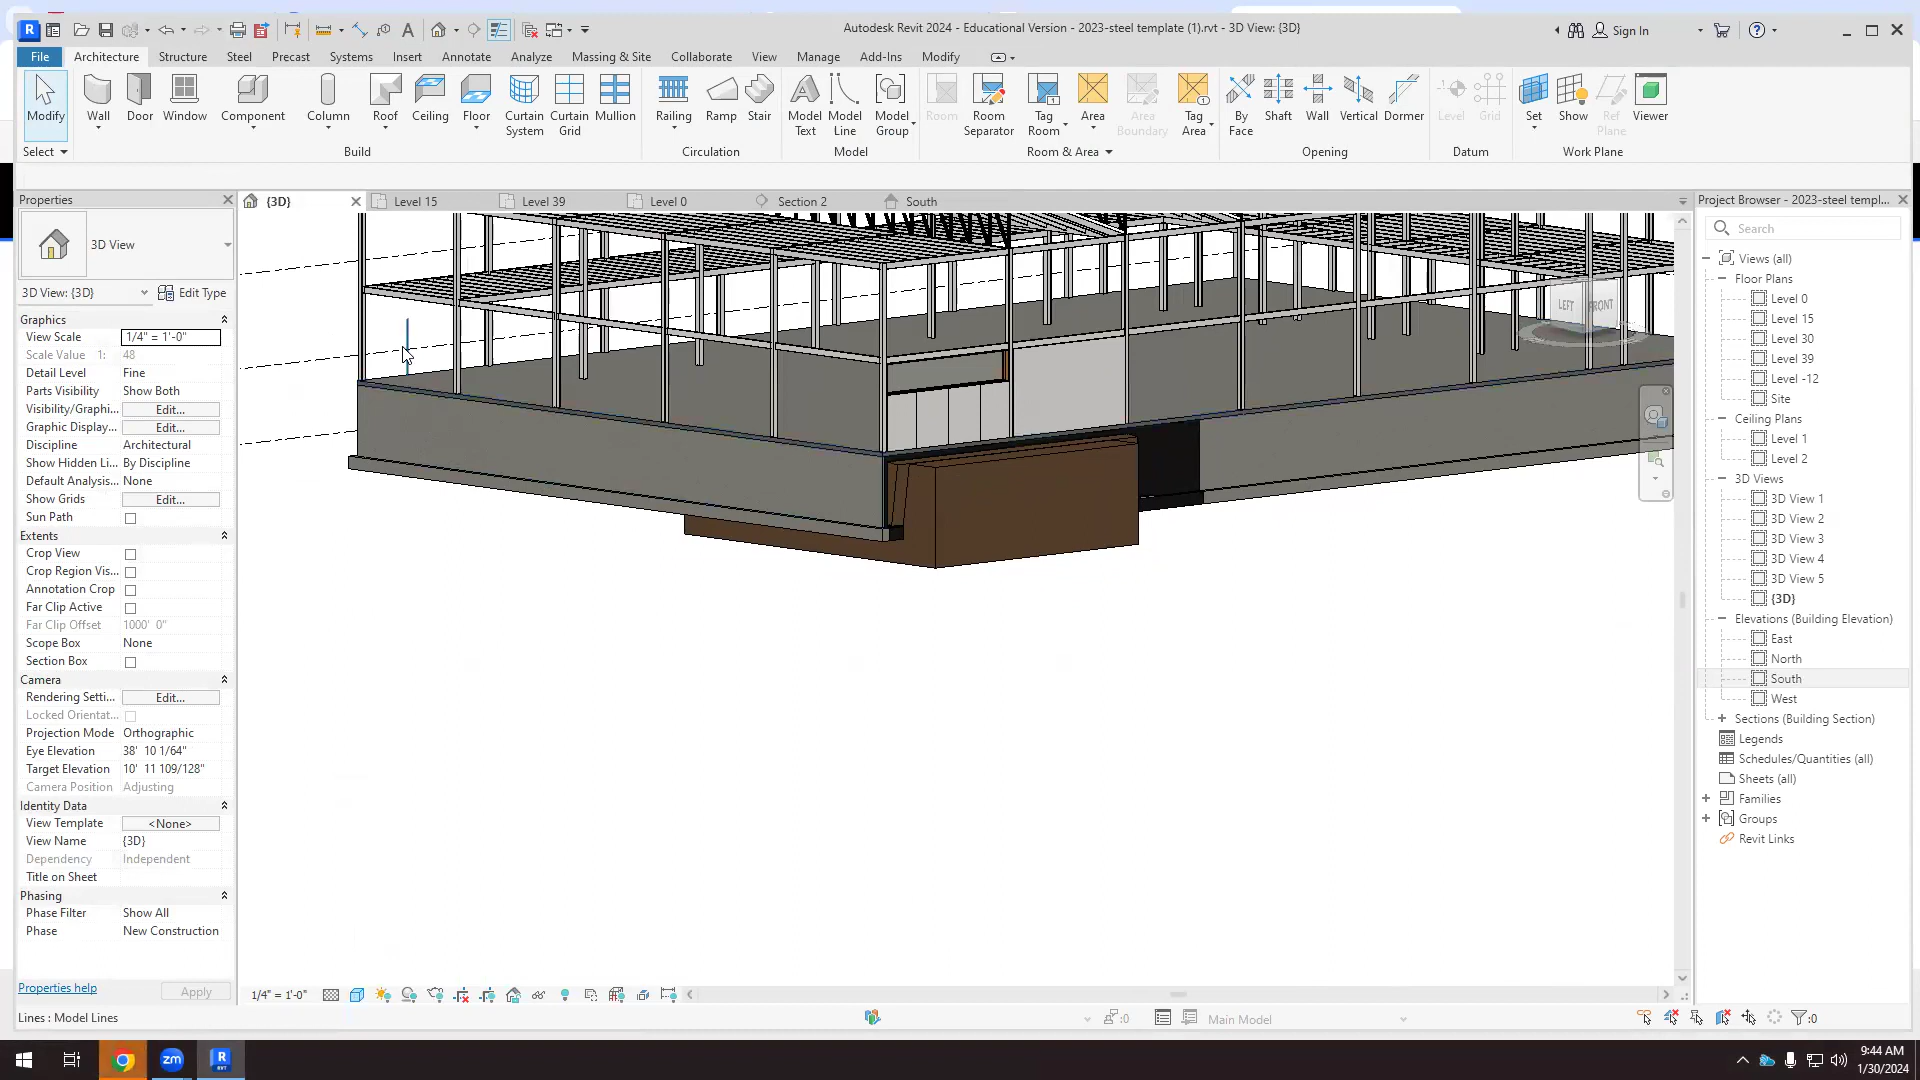 Autodesk Revit 2024 - Educational Version - 2023-steel template (1).rvt - 3D View: {3D}
Sign In
File Architecture Structure Steel Precast Systems Insert Annotate Analyze Massing & Site Collaborate View Manage Add-Ins Modify
Modify Wall Door Window Component Column Roof Ceiling Floor Curtain System Curtain Grid Mullion Railing Ramp Stair Model Text Model Line Model Group Room Room Separator Tag Room Area Area Boundary Tag Area By Face Shaft Wall Vertical Dormer Level Grid Set Show Ref Plane Viewer
Select Build Circulation Model Room & Area Opening Datum Work Plane
Properties
{3D} Level 15 Level 39 Level 0 Section 2 South
Project Browser - 2023-steel templ...
3D View
Search
3D View: {3D} Edit Type
Graphics
View Scale 1/4" = 1'-0"
Scale Value 1: 48
Detail Level Fine
Parts Visibility Show Both
Visibility/Graphi... Edit...
Graphic Display... Edit...
Discipline Architectural
Show Hidden Li... By Discipline
Default Analysis... None
Show Grids Edit...
Sun Path
Extents
Crop View
Crop Region Vis...
Annotation Crop
Far Clip Active
Far Clip Offset 1000' 0"
Scope Box None
Section Box
Camera
Rendering Setti... Edit...
Locked Orientat...
Projection Mode Orthographic
Eye Elevation 38' 10 1/64"
Target Elevation 10' 11 109/128"
Camera Position Adjusting
Identity Data
View Template <None>
View Name {3D}
Dependency Independent
Title on Sheet
Phasing
Phase Filter Show All
Phase New Construction
Properties help Apply
LEFT FRONT
Views (all)
Floor Plans
Level 0
Level 15
Level 30
Level 39
Level -12
Site
Ceiling Plans
Level 1
Level 2
3D Views
3D View 1
3D View 2
3D View 3
3D View 4
3D View 5
{3D}
Elevations (Building Elevation)
East
North
South
West
Sections (Building Section)
Legends
Schedules/Quantities (all)
Sheets (all)
Families
Groups
Revit Links
1/4" = 1'-0"
Lines : Model Lines
:0
Main Model
:0
zm
R
RVT
9:44 AM
1/30/2024